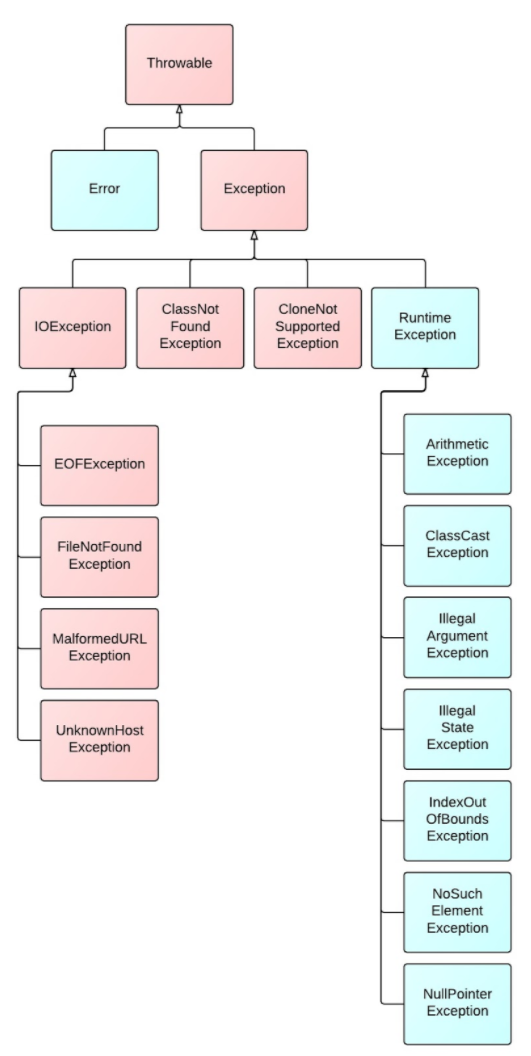 Throwable
Error
Exception
IOException
ClassNot
Found
Exception
CloneNot
Supported
Exception
Runtime
Exception
EOFException
FileNotFound
Exception
MalformedURL
Exception
UnknownHost
Exception
Arithmetic
Exception
ClassCast
Exception
Illegal
Argument
Exception
Illegal
State
Exception
IndexOut
OfBounds
Exception
NoSuch
Element
Exception
NullPointer
Exception